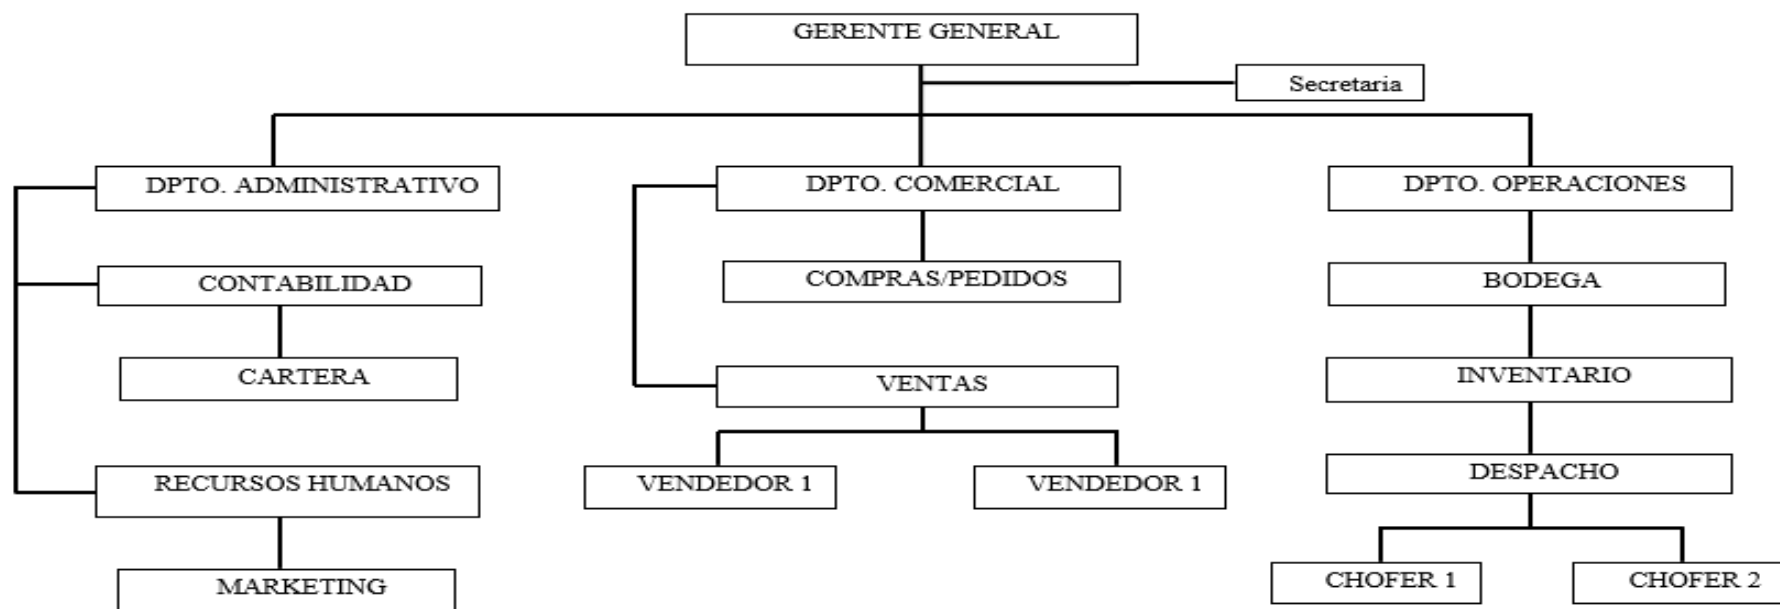 GERENTE GENERAL
Secretaria
DPTO. ADMINISTRATIVO
DPTO. COMERCIAL
DPTO. OPERACIONES
CONTABILIDAD
COMPRAS/PEDIDOS
BODEGA
CARTERA
VENTAS
INVENTARIO
RECURSOS HUMANOS
VENDEDOR 1
VENDEDOR 1
DESPACHO
MARKETING
CHOFER 1
CHOFER 2